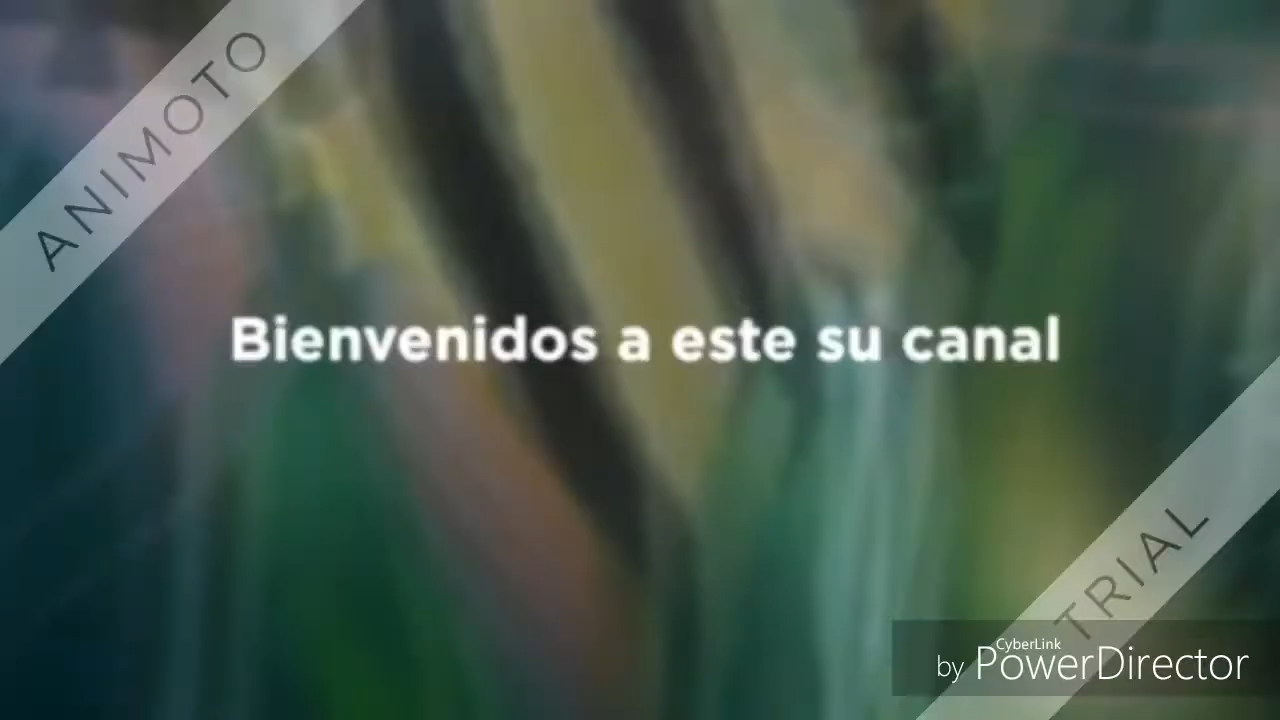 ANIMOTO
Bienvenidos a este su canal
TRIAL
CyberLink
by PowerDirector